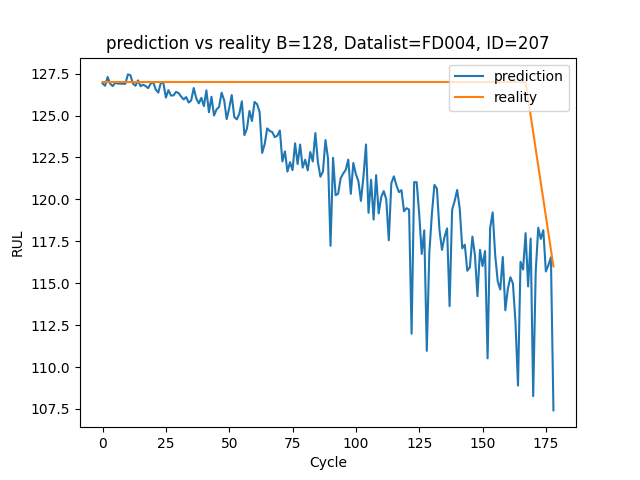 prediction vs reality B=128, Datalist=FD004, ID=207
prediction
reality
RUL
127.5
125.0
122.5
120.0
117.5
115.0
112.5
110.0
107.5
0 25 50 75 100 125 150 175
Cycle